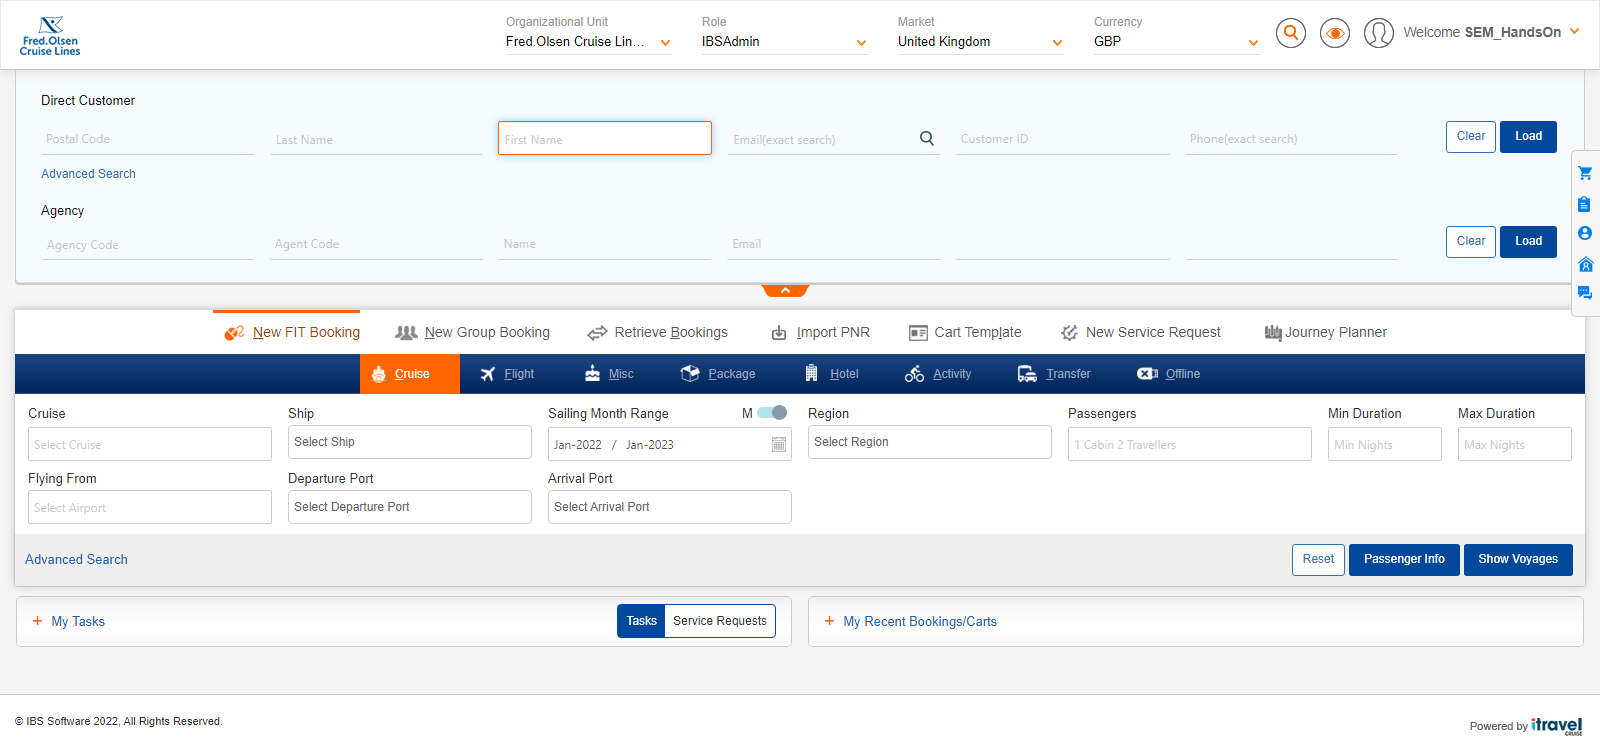 Fred.Olsen
Cruise Lines
Organizational Unit
Fred.Olsen Cruise Lin...
Role
IBSAdmin
Market
United Kingdom
Currency
GBP
Welcome SEM_HandsOn
Direct Customer
Postal Code
Last Name
First Name
Email(exact search)
Customer ID
Phone(exact search)
Clear
Load
Advanced Search
Agency
Agency Code
Agent Code
Name
Email
Clear
Load
New FIT Booking
New Group Booking
Retrieve Bookings
Import PNR
Cart Template
New Service Request
Journey Planner
Cruise
Flight
Misc
Package
Hotel
Activity
Transfer
Offline
Cruise
Ship
Sailing Month Range
M
Region
Passengers
Min Duration
Max Duration
Select Cruise
Select Ship
Jan-2022 / Jan-2023
Select Region
1 Cabin 2 Travellers
Min Nights
Max Nights
Flying From
Departure Port
Arrival Port
Select Airport
Select Departure Port
Select Arrival Port
Advanced Search
Reset
Passenger Info
Show Voyages
+ My Tasks
Tasks
Service Requests
+ My Recent Bookings/Carts
© IBS Software 2022, All Rights Reserved.
Powered by itravel
CRUISE